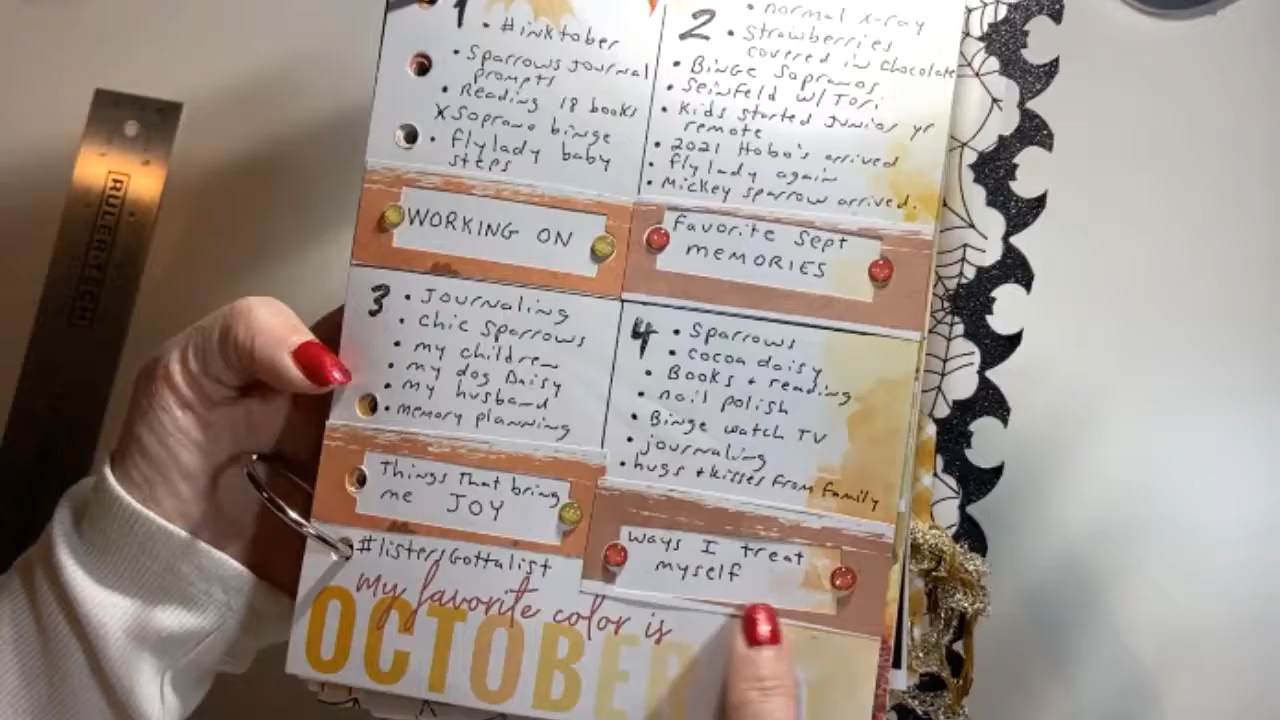 1
• #inktober
• Sparrows Journal
prompts
• Reading 18 books
x Soprano binge
• flylady baby
steps
WORKING ON
2
• normal x-ray
• Strawberries
covered in chocolate
• Binge Sopranos
• Seinfeld w/ Tori
• Kids started Junior yr
remote
• 2021 Hobo's arrived
• flylady again
• Mickey sparrow arrived.
Favorite Sept
MEMORIES
3
• Journaling
• Chic Sparrows
• my children
• my dog Daisy
• my husband
• memory planning
Things That bring
me JOY
4
• Sparrows
• cocoa daisy
• Books + reading
• nail polish
• Binge watch TV
• journaling
• hugs + kisses from family
ways I treat
myself
#listersGottalist
my favorite color is
OCTOBER
RULER-TECH